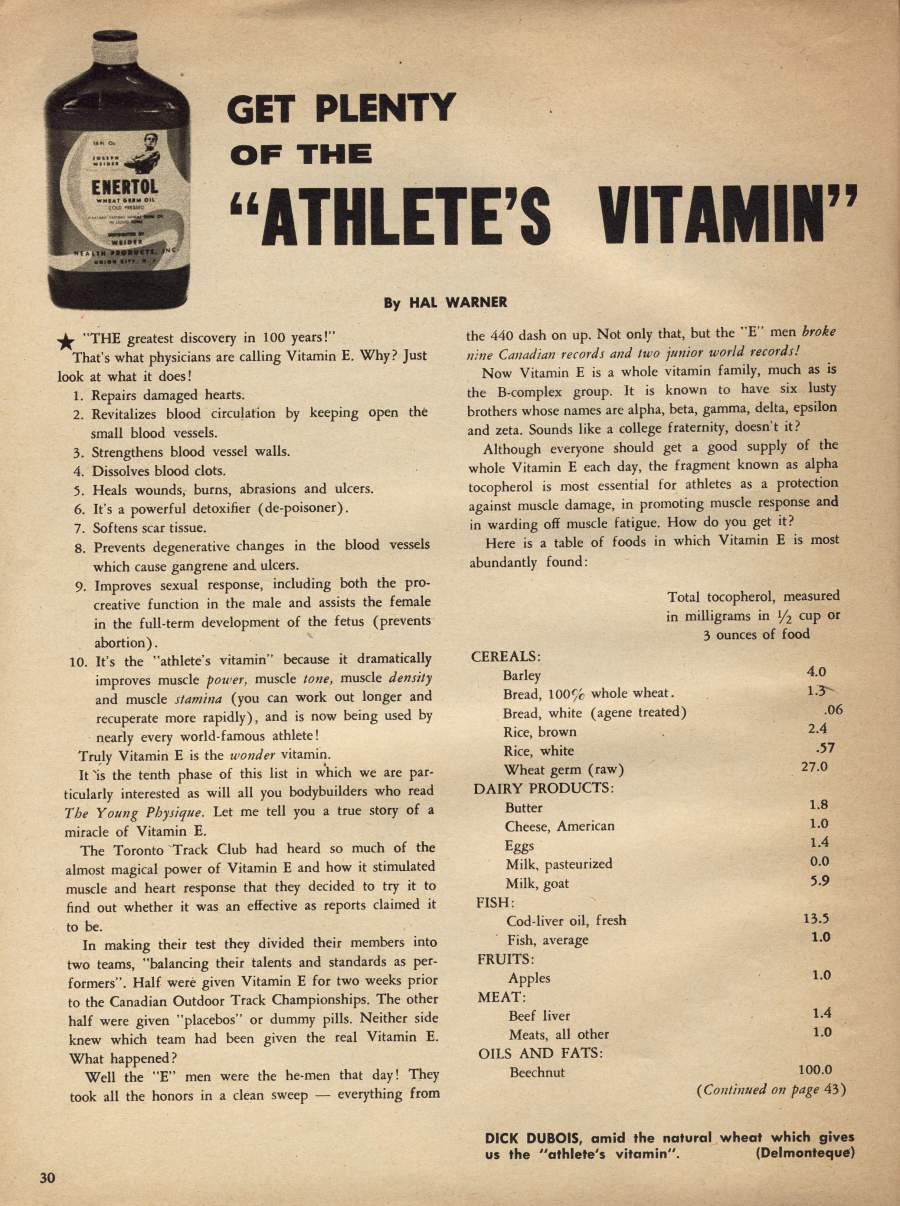 16 Fl. Oz.
JOSEPH
WEIDER
ENERTOL
WHEAT GERM OIL
COLD PRESSED
DISTRIBUTED BY
WEIDER
HEALTH PRODUCTS, INC
UNION CITY, N. J.
GET PLENTY
OF THE
"ATHLETE'S VITAMIN"
By HAL WARNER
★ "THE greatest discovery in 100 years!"
That's what physicians are calling Vitamin E. Why? Just
look at what it does!
1. Repairs damaged hearts.
2. Revitalizes blood circulation by keeping open the
small blood vessels.
3. Strengthens blood vessel walls.
4. Dissolves blood clots.
5. Heals wounds, burns, abrasions and ulcers.
6. It's a powerful detoxifier (de-poisoner).
7. Softens scar tissue.
8. Prevents degenerative changes in the blood vessels
which cause gangrene and ulcers.
9. Improves sexual response, including both the pro-
creative function in the male and assists the female
in the full-term development of the fetus (prevents
abortion).
10. It's the "athlete's vitamin" because it dramatically
improves muscle power, muscle tone, muscle density
and muscle stamina (you can work out longer and
recuperate more rapidly), and is now being used by
nearly every world-famous athlete!
Truly Vitamin E is the wonder vitamin.
It is the tenth phase of this list in which we are par-
ticularly interested as will all you bodybuilders who read
The Young Physique. Let me tell you a true story of a
miracle of Vitamin E.
The Toronto Track Club had heard so much of the
almost magical power of Vitamin E and how it stimulated
muscle and heart response that they decided to try it to
find out whether it was an effective as reports claimed it
to be.
In making their test they divided their members into
two teams, "balancing their talents and standards as per-
formers". Half were given Vitamin E for two weeks prior
to the Canadian Outdoor Track Championships. The other
half were given "placebos" or dummy pills. Neither side
knew which team had been given the real Vitamin E.
What happened?
Well the "E" men were the he-men that day! They
took all the honors in a clean sweep — everything from
the 440 dash on up. Not only that, but the "E" men broke
nine Canadian records and two junior world records!
Now Vitamin E is a whole vitamin family, much as is
the B-complex group. It is known to have six lusty
brothers whose names are alpha, beta, gamma, delta, epsilon
and zeta. Sounds like a college fraternity, doesn't it?
Although everyone should get a good supply of the
whole Vitamin E each day, the fragment known as alpha
tocopherol is most essential for athletes as a protection
against muscle damage, in promoting muscle response and
in warding off muscle fatigue. How do you get it?
Here is a table of foods in which Vitamin E is most
abundantly found:
Total tocopherol, measured
in milligrams in ½ cup or
3 ounces of food
CEREALS:
Barley 4.0
Bread, 100% whole wheat. 1.3
Bread, white (agene treated) .06
Rice, brown 2.4
Rice, white .57
Wheat germ (raw) 27.0
DAIRY PRODUCTS:
Butter 1.8
Cheese, American 1.0
Eggs 1.4
Milk, pasteurized 0.0
Milk, goat 5.9
FISH:
Cod-liver oil, fresh 13.5
Fish, average 1.0
FRUITS:
Apples 1.0
MEAT:
Beef liver 1.4
Meats, all other 1.0
OILS AND FATS:
Beechnut 100.0
(Continued on page 43)
DICK DUBOIS, amid the natural wheat which gives
us the "athlete's vitamin". (Delmonteque)
30